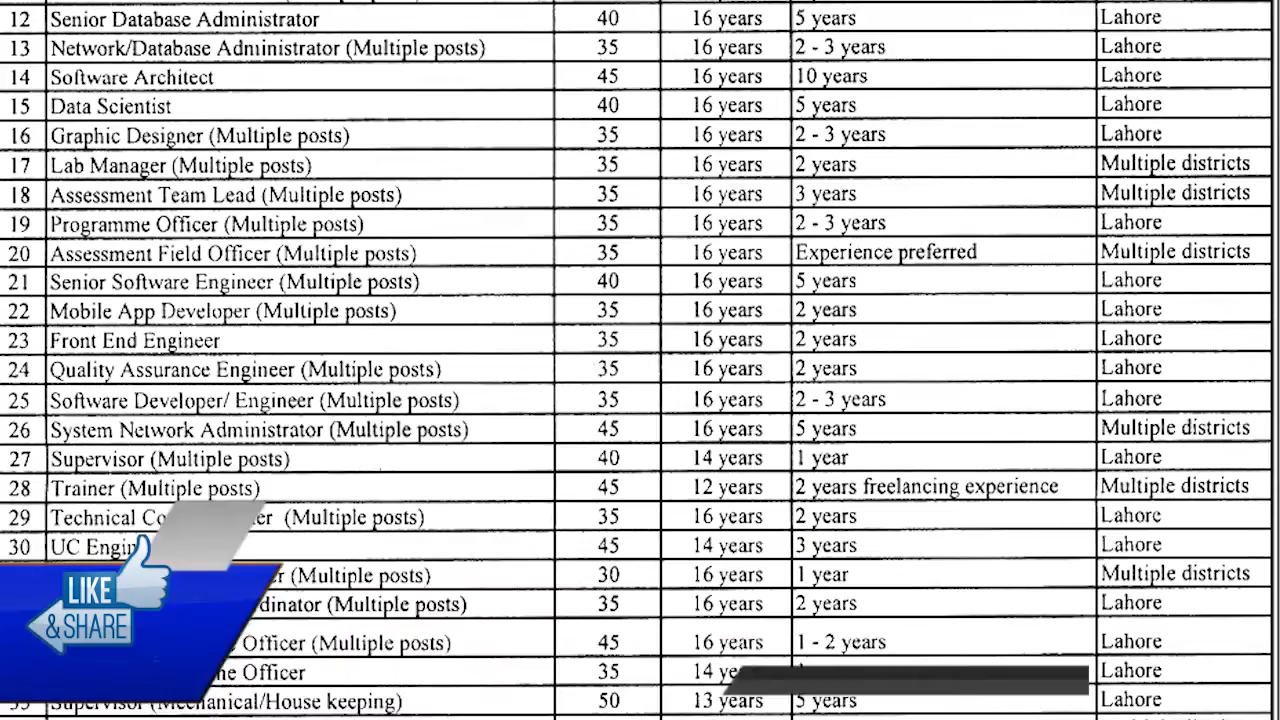 12 Senior Database Administrator 40 16 years 5 years Lahore
13 Network/Database Administrator (Multiple posts) 35 16 years 2 - 3 years Lahore
14 Software Architect 45 16 years 10 years Lahore
15 Data Scientist 40 16 years 5 years Lahore
16 Graphic Designer (Multiple posts) 35 16 years 2 - 3 years Lahore
17 Lab Manager (Multiple posts) 35 16 years 2 years Multiple districts
18 Assessment Team Lead (Multiple posts) 35 16 years 3 years Multiple districts
19 Programme Officer (Multiple posts) 35 16 years 2 - 3 years Lahore
20 Assessment Field Officer (Multiple posts) 35 16 years Experience preferred Multiple districts
21 Senior Software Engineer (Multiple posts) 40 16 years 5 years Lahore
22 Mobile App Developer (Multiple posts) 35 16 years 2 years Lahore
23 Front End Engineer 35 16 years 2 years Lahore
24 Quality Assurance Engineer (Multiple posts) 35 16 years 2 years Lahore
25 Software Developer/ Engineer (Multiple posts) 35 16 years 2 - 3 years Lahore
26 System Network Administrator (Multiple posts) 45 16 years 5 years Multiple districts
27 Supervisor (Multiple posts) 40 14 years 1 year Lahore
28 Trainer (Multiple posts) 45 12 years 2 years freelancing experience Multiple districts
29 Technical (Multiple posts) 35 16 years 2 years Lahore
30 UC 45 14 years 3 years Lahore
(Multiple posts) 30 16 years 1 year Multiple districts
(Multiple posts) 35 16 years 2 years Lahore
Officer (Multiple posts) 45 16 years 1 - 2 years Lahore
Officer 35 14 Lahore
Supervisor (Mechanical/House keeping) 50 13 years 5 years Lahore
LIKE
& SHARE